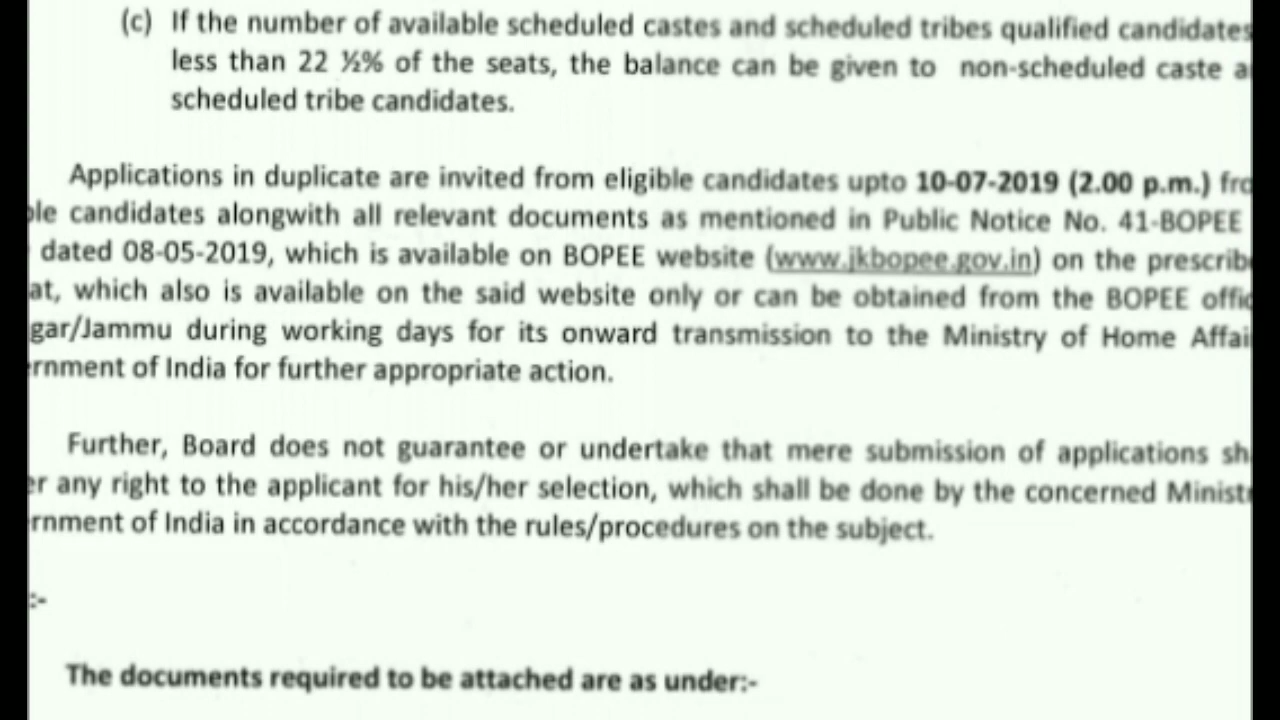 (c) If the number of available scheduled castes and scheduled tribes qualified candidates
less than 22 ½% of the seats, the balance can be given to non-scheduled caste a
scheduled tribe candidates.
Applications in duplicate are invited from eligible candidates upto 10-07-2019 (2.00 p.m.) fro
ble candidates alongwith all relevant documents as mentioned in Public Notice No. 41-BOPEE
dated 08-05-2019, which is available on BOPEE website (www.jkbopee.gov.in) on the prescribe
at, which also is available on the said website only or can be obtained from the BOPEE offic
gar/Jammu during working days for its onward transmission to the Ministry of Home Affai
ernment of India for further appropriate action.
Further, Board does not guarantee or undertake that mere submission of applications sha
er any right to the applicant for his/her selection, which shall be done by the concerned Ministr
ernment of India in accordance with the rules/procedures on the subject.
:-
The documents required to be attached are as under:-